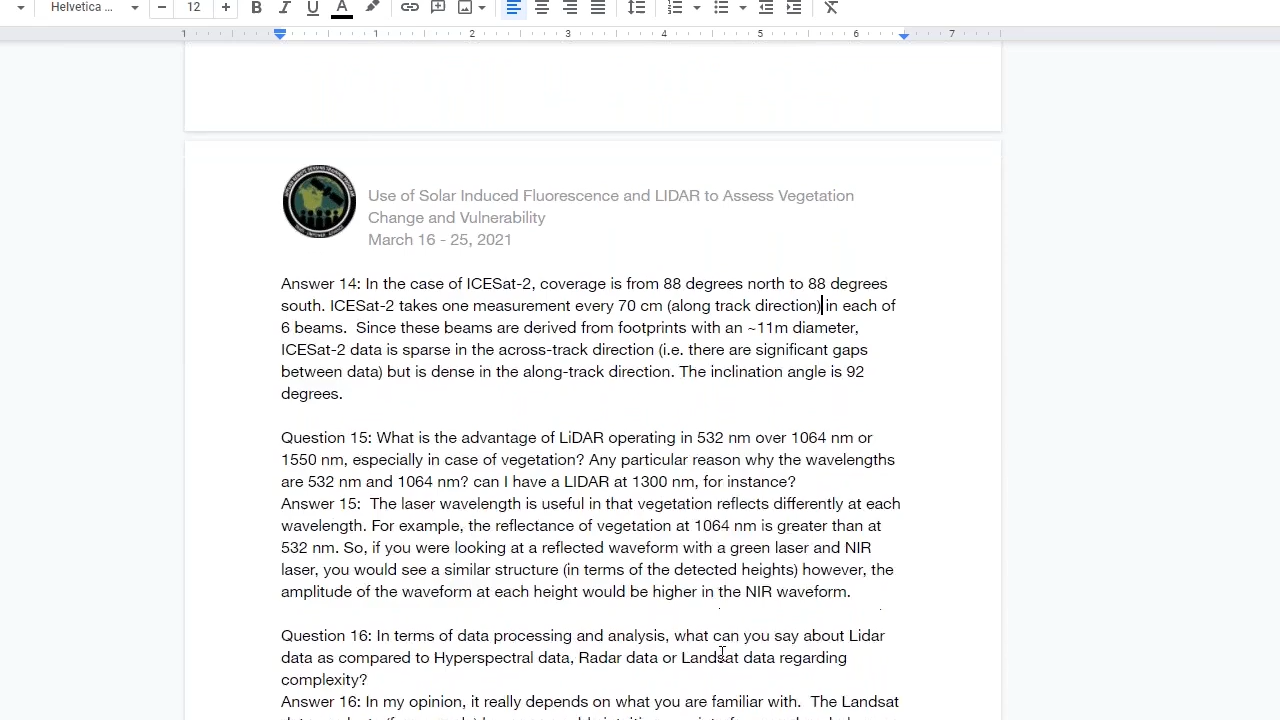 Helvetica ...
12
B I U A
1 1 2 3 4 5 6 7
Use of Solar Induced Fluorescence and LIDAR to Assess Vegetation
Change and Vulnerability
March 16 - 25, 2021
Answer 14: In the case of ICESat-2, coverage is from 88 degrees north to 88 degrees
south. ICESat-2 takes one measurement every 70 cm (along track direction) in each of
6 beams.  Since these beams are derived from footprints with an ~11m diameter,
ICESat-2 data is sparse in the across-track direction (i.e. there are significant gaps
between data) but is dense in the along-track direction. The inclination angle is 92
degrees.
Question 15: What is the advantage of LiDAR operating in 532 nm over 1064 nm or
1550 nm, especially in case of vegetation? Any particular reason why the wavelengths
are 532 nm and 1064 nm? can I have a LIDAR at 1300 nm, for instance?
Answer 15:  The laser wavelength is useful in that vegetation reflects differently at each
wavelength. For example, the reflectance of vegetation at 1064 nm is greater than at
532 nm. So, if you were looking at a reflected waveform with a green laser and NIR
laser, you would see a similar structure (in terms of the detected heights) however, the
amplitude of the waveform at each height would be higher in the NIR waveform.
Question 16: In terms of data processing and analysis, what can you say about Lidar
data as compared to Hyperspectral data, Radar data or Landsat data regarding
complexity?
Answer 16: In my opinion, it really depends on what you are familiar with.  The Landsat